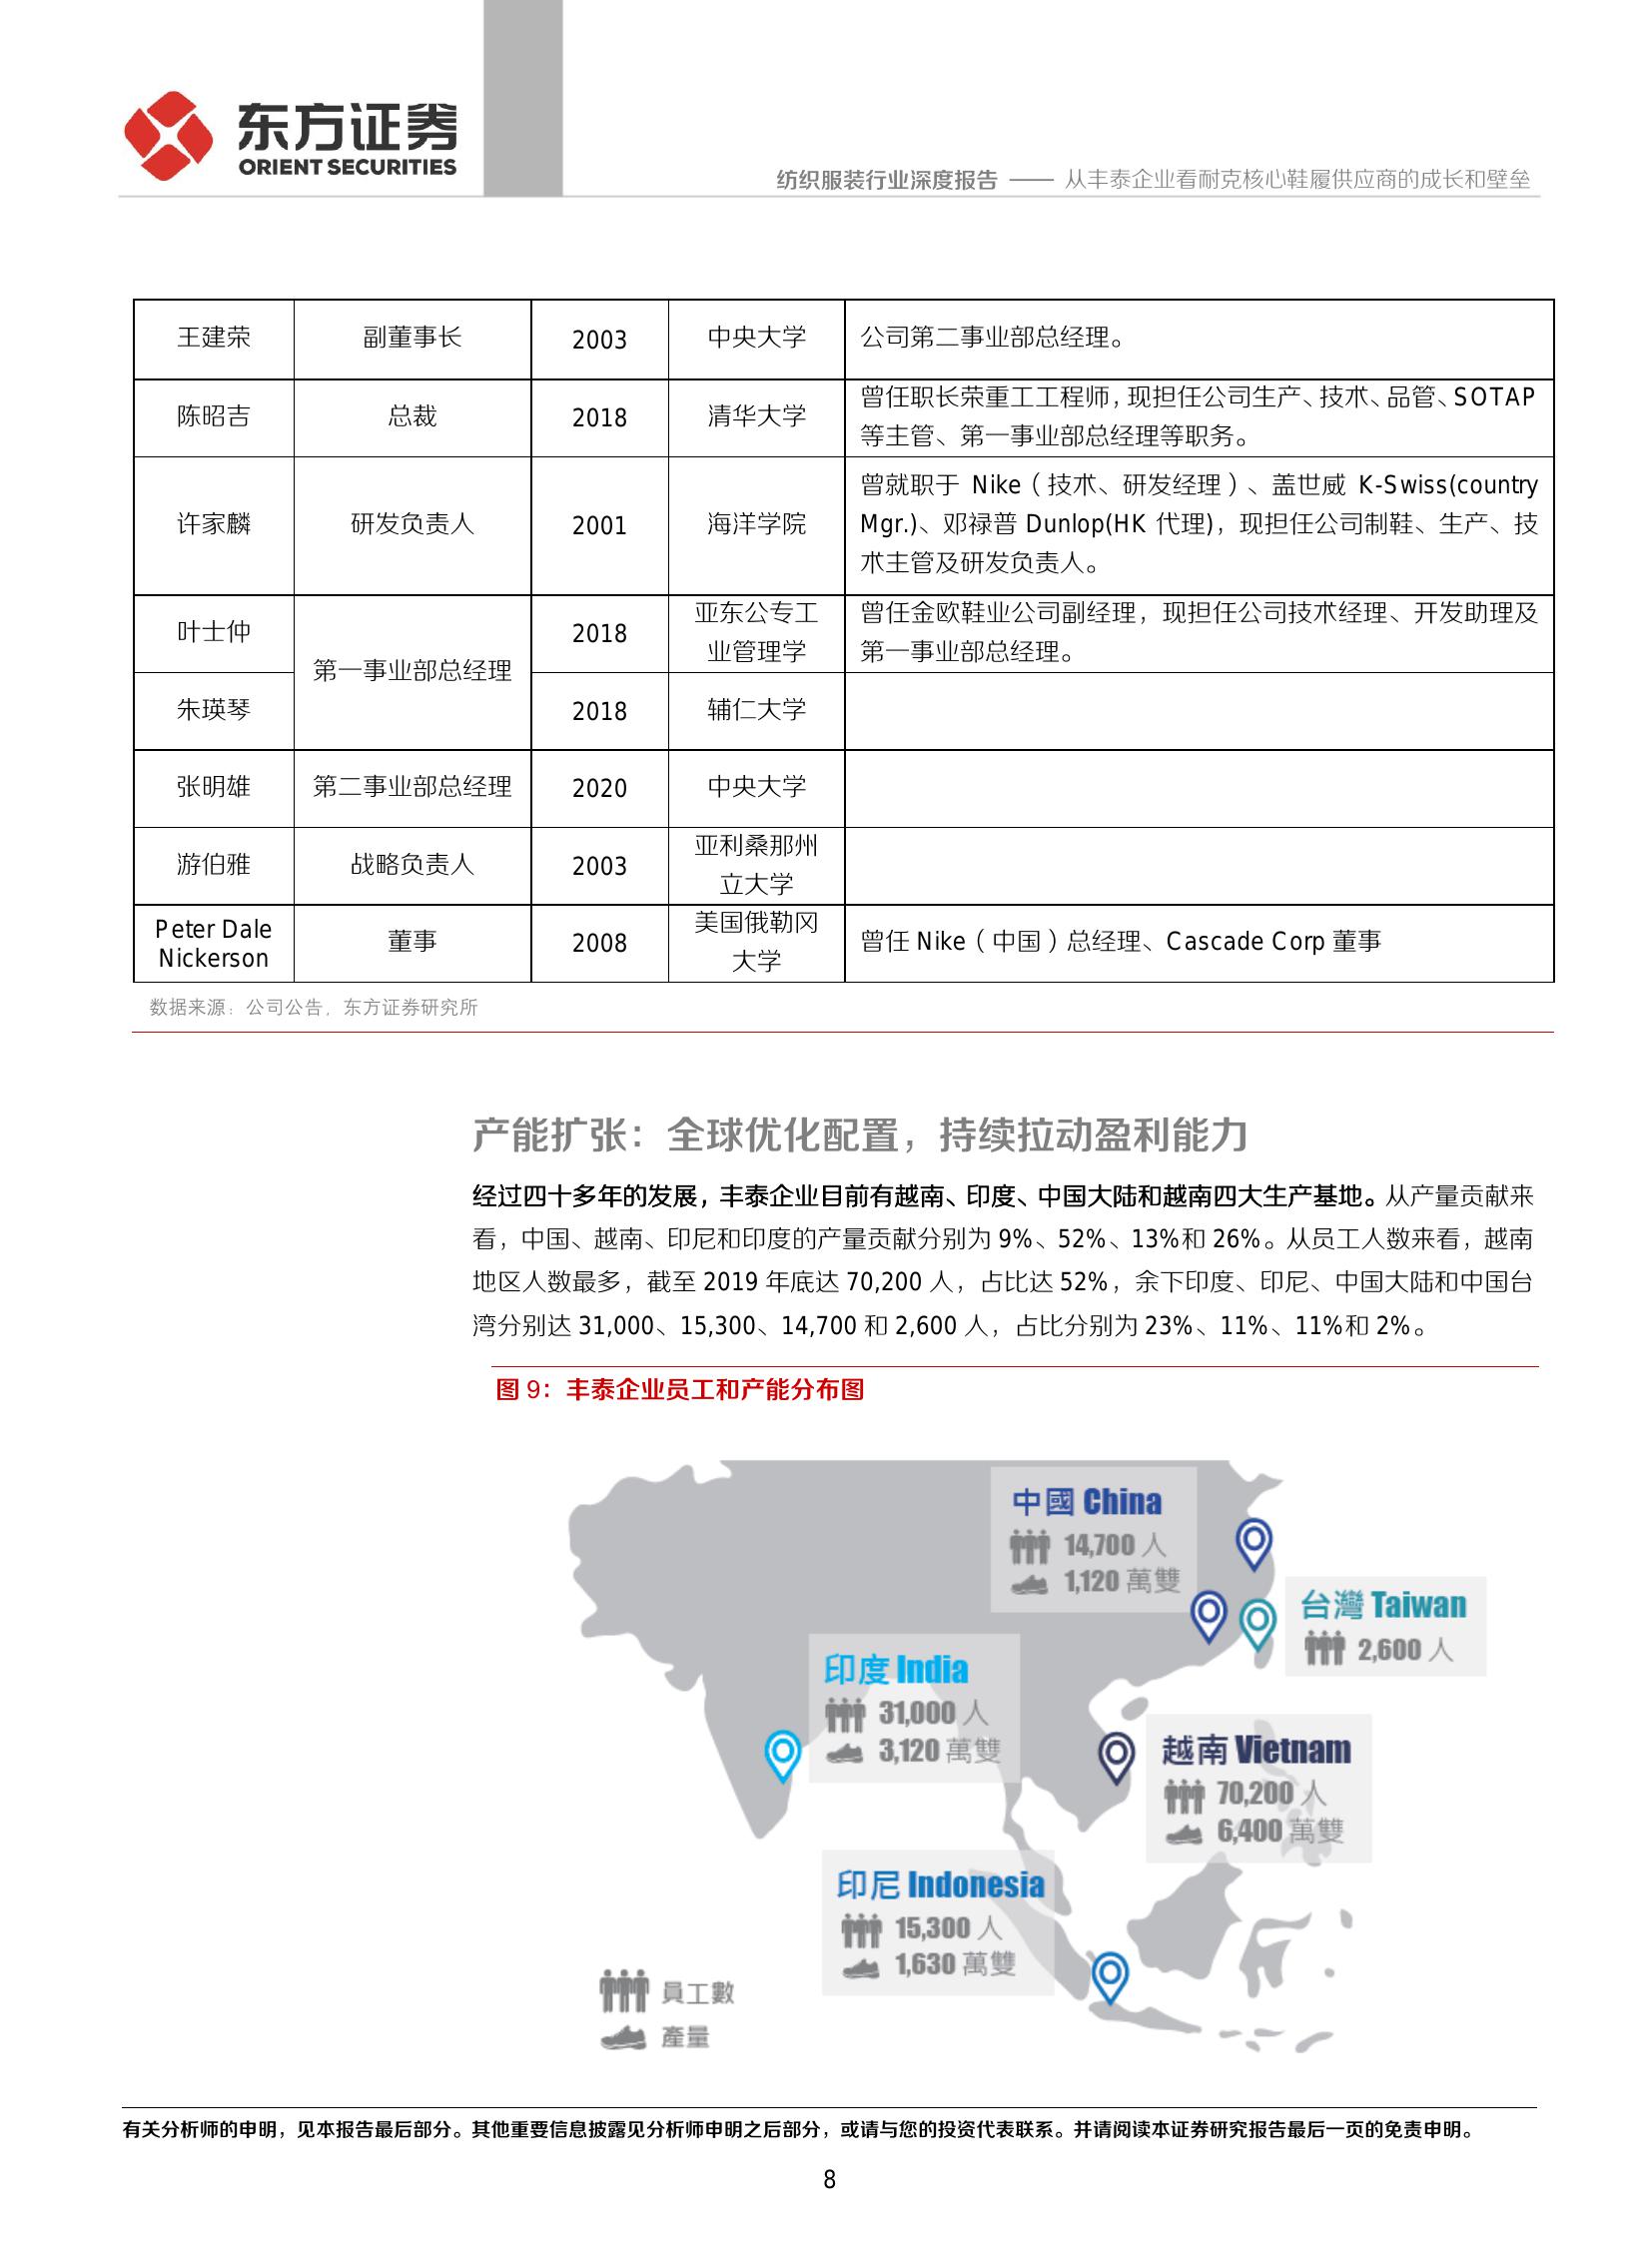 东方证券
ORIENT SECURITIES
纺织服装行业深度报告 —— 从丰泰企业看耐克核心鞋履供应商的成长和壁垒
王建荣 副董事长 2003 中央大学 公司第二事业部总经理。
陈昭吉 总裁 2018 清华大学 曾任职长荣重工工程师，现担任公司生产、技术、品管、SOTAP
等主管、第一事业部总经理等职务。
许家麟 研发负责人 2001 海洋学院 曾就职于 Nike（技术、研发经理）、盖世威 K-Swiss(country
Mgr.)、邓禄普 Dunlop(HK 代理)，现担任公司制鞋、生产、技
术主管及研发负责人。
叶士仲 第一事业部总经理 2018 亚东公专工
业管理学 曾任金欧鞋业公司副经理，现担任公司技术经理、开发助理及
第一事业部总经理。
朱瑛琴 2018 辅仁大学
张明雄 第二事业部总经理 2020 中央大学
游伯雅 战略负责人 2003 亚利桑那州
立大学
Peter Dale
Nickerson 董事 2008 美国俄勒冈
大学 曾任 Nike（中国）总经理、Cascade Corp 董事
数据来源：公司公告，东方证券研究所
产能扩张：全球优化配置，持续拉动盈利能力
经过四十多年的发展，丰泰企业目前有越南、印度、中国大陆和越南四大生产基地。从产量贡献来
看，中国、越南、印尼和印度的产量贡献分别为 9%、52%、13%和 26%。从员工人数来看，越南
地区人数最多，截至 2019 年底达 70,200 人，占比达 52%，余下印度、印尼、中国大陆和中国台
湾分别达 31,000、15,300、14,700 和 2,600 人，占比分别为 23%、11%、11%和 2%。
图 9：丰泰企业员工和产能分布图
中國 China
14,700 人
1,120 萬雙
台灣 Taiwan
2,600 人
印度 India
31,000 人
3,120 萬雙
越南 Vietnam
70,200 人
6,400 萬雙
印尼 Indonesia
15,300 人
1,630 萬雙
員工數
產量
有关分析师的申明，见本报告最后部分。其他重要信息披露见分析师申明之后部分，或请与您的投资代表联系。并请阅读本证券研究报告最后一页的免责申明。
8